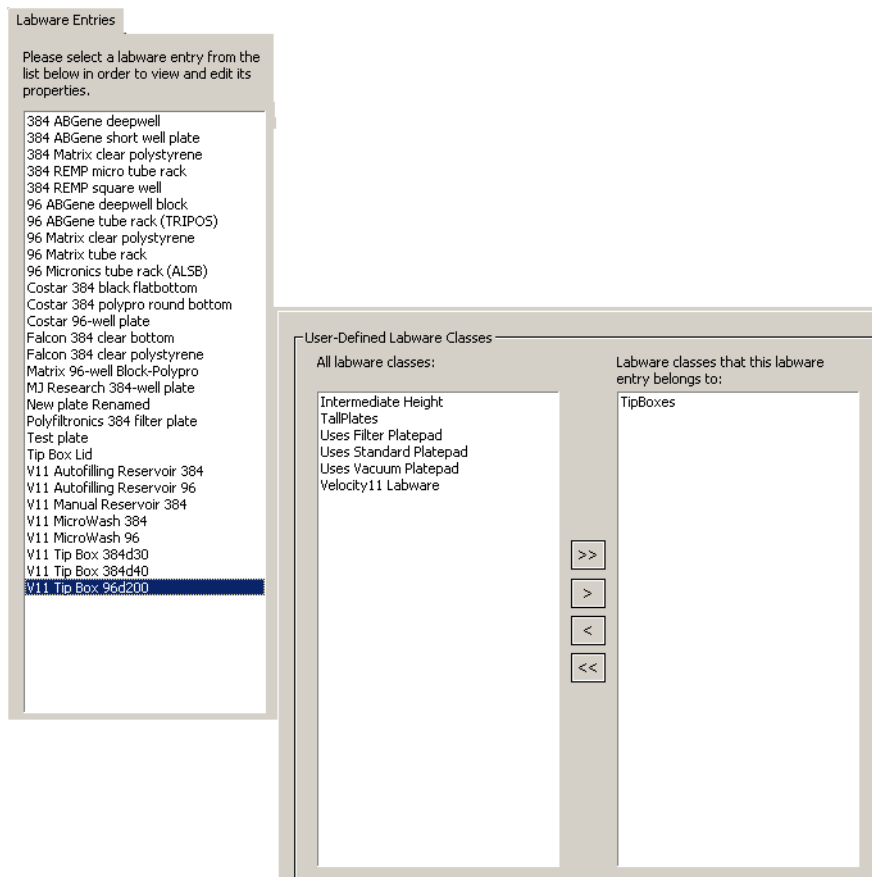 Labware Entries
Please select a labware entry from the
list below in order to view and edit its
properties.
384 ABGene deepwell
384 ABGene short well plate
384 Matrix clear polystyrene
384 REMP micro tube rack
384 REMP square well
96 ABGene deepwell block
96 ABGene tube rack (TRIPOS)
96 Matrix clear polystyrene
96 Matrix tube rack
96 Micronics tube rack (ALSB)
Costar 384 black flatbottom
Costar 384 polypro round bottom
Costar 96-well plate
Falcon 384 clear bottom
Falcon 384 clear polystyrene
Matrix 96-well Block-Polypro
MJ Research 384-well plate
New plate Renamed
Polyfiltronics 384 filter plate
Test plate
Tip Box Lid
V11 Autofilling Reservoir 384
V11 Autofilling Reservoir 96
V11 Manual Reservoir 384
V11 MicroWash 384
V11 MicroWash 96
V11 Tip Box 384d30
V11 Tip Box 384d40
V11 Tip Box 96d200
User-Defined Labware Classes
All labware classes:
Intermediate Height
TallPlates
Uses Filter Platepad
Uses Standard Platepad
Uses Vacuum Platepad
Velocity11 Labware
>>
>
<
<<
Labware classes that this labware
entry belongs to:
TipBoxes